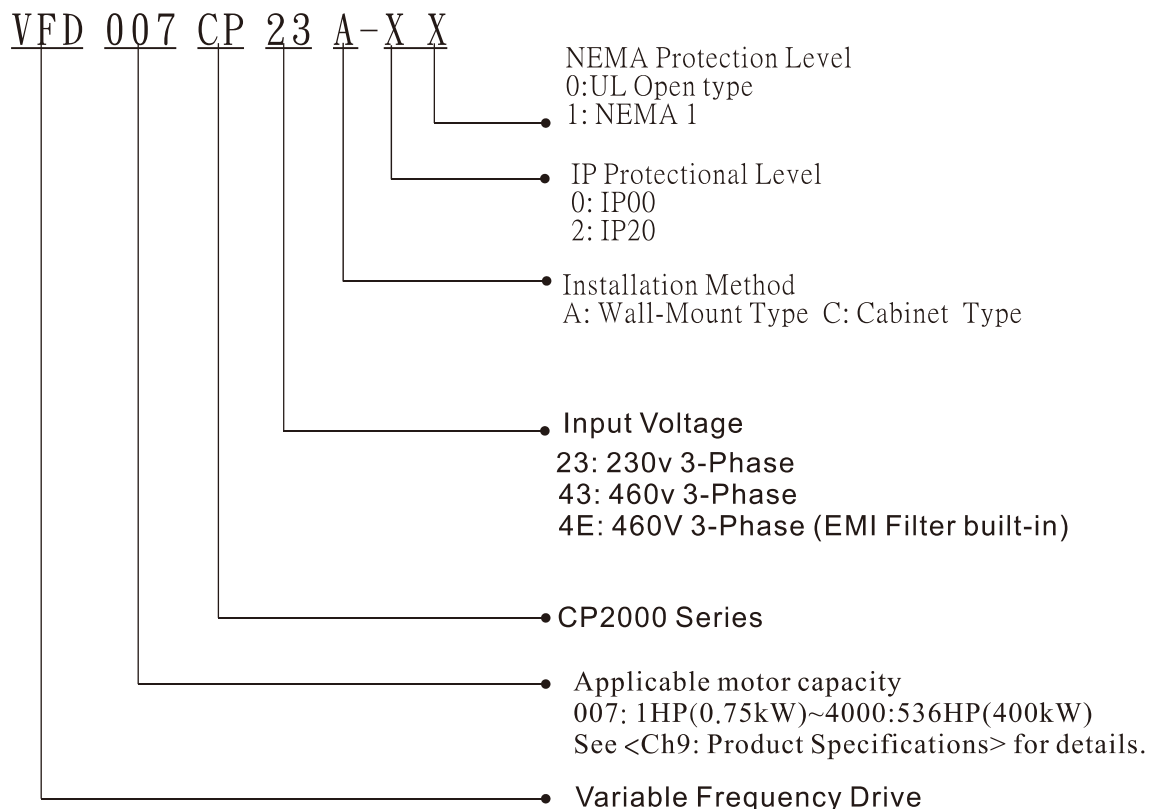 VFD 007 CP 23 A-X X
NEMA Protection Level
0:UL Open type
1: NEMA 1
IP Protectional Level
0: IP00
2: IP20
Installation Method
A: Wall-Mount Type C: Cabinet Type
Input Voltage
23: 230v 3-Phase
43: 460v 3-Phase
4E: 460V 3-Phase (EMI Filter built-in)
CP2000 Series
Applicable motor capacity
007: 1HP(0.75kW)~4000:536HP(400kW)
See <Ch9: Product Specifications> for details.
Variable Frequency Drive